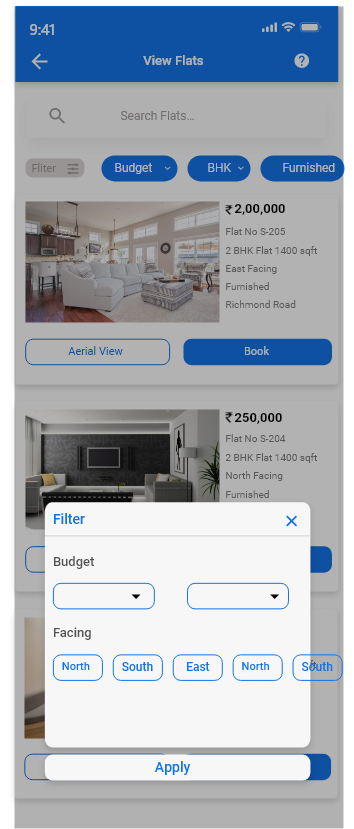 9:41
View Flats
?
Search Flats...
Filter
Budget
BHK
Furnished
₹ 2,00,000
Flat No S-205
2 BHK Flat 1400 sqft
East Facing
Furnished
Richmond Road
Aerial View
Book
₹ 250,000
Flat No S-204
2 BHK Flat 1400 sqft
North Facing
Furnished
Filter
Budget
Facing
North
South
East
North
South
Apply